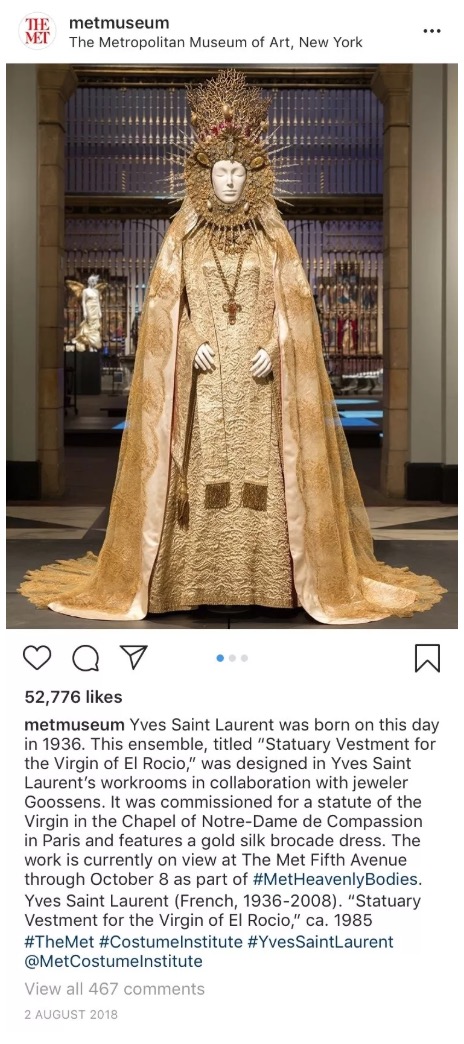 THE
MET
metmuseum
The Metropolitan Museum of Art, New York
52,776 likes
metmuseum Yves Saint Laurent was born on this day
in 1936. This ensemble, titled “Statuary Vestment for
the Virgin of El Rocio,” was designed in Yves Saint
Laurent’s workrooms in collaboration with jeweler
Goossens. It was commissioned for a statute of the
Virgin in the Chapel of Notre-Dame de Compassion
in Paris and features a gold silk brocade dress. The
work is currently on view at The Met Fifth Avenue
through October 8 as part of #MetHeavenlyBodies.
Yves Saint Laurent (French, 1936-2008). “Statuary
Vestment for the Virgin of El Rocio,” ca. 1985
#TheMet #CostumeInstitute #YvesSaintLaurent
@MetCostumeInstitute
View all 467 comments
2 AUGUST 2018